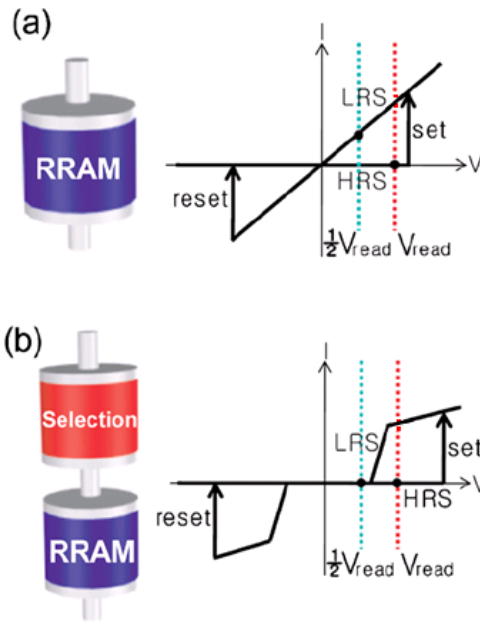 (a)
RRAM
I
LRS
set
V
HRS
reset
½Vread
Vread
(b)
Selection
RRAM
I
LRS
set
V
HRS
reset
½Vread
Vread